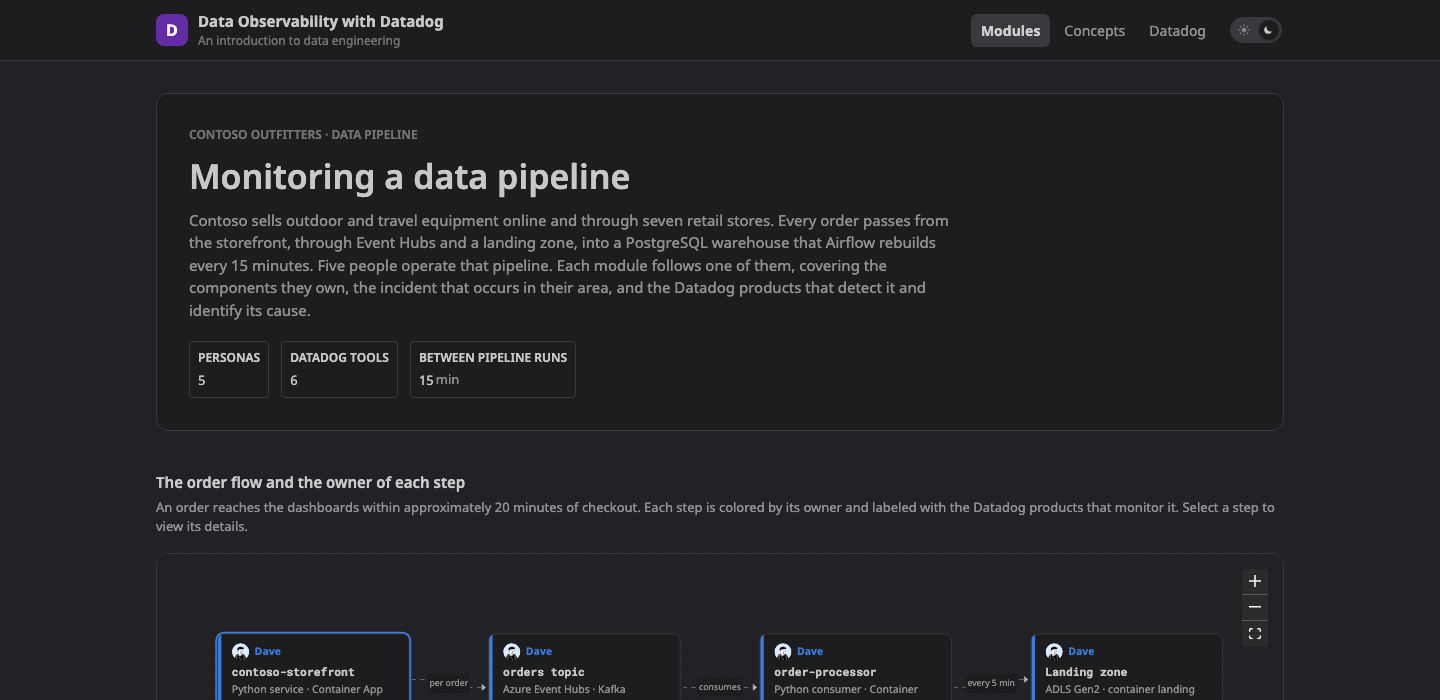 D
Data Observability with Datadog
An introduction to data engineering
Modules
Concepts
Datadog
CONTOSO OUTFITTERS · DATA PIPELINE
Monitoring a data pipeline
Contoso sells outdoor and travel equipment online and through seven retail stores. Every order passes from
the storefront, through Event Hubs and a landing zone, into a PostgreSQL warehouse that Airflow rebuilds
every 15 minutes. Five people operate that pipeline. Each module follows one of them, covering the
components they own, the incident that occurs in their area, and the Datadog products that detect it and
identify its cause.
PERSONAS
5
DATADOG TOOLS
6
BETWEEN PIPELINE RUNS
15 min
The order flow and the owner of each step
An order reaches the dashboards within approximately 20 minutes of checkout. Each step is colored by its owner and labeled with the Datadog products that monitor it. Select a step to
view its details.
Dave
contoso-storefront
Python service · Container App
per order
Dave
orders topic
Azure Event Hubs · Kafka
consumes
Dave
order-processor
Python consumer · Container
every 5 min
Dave
Landing zone
ADLS Gen2 · container landing